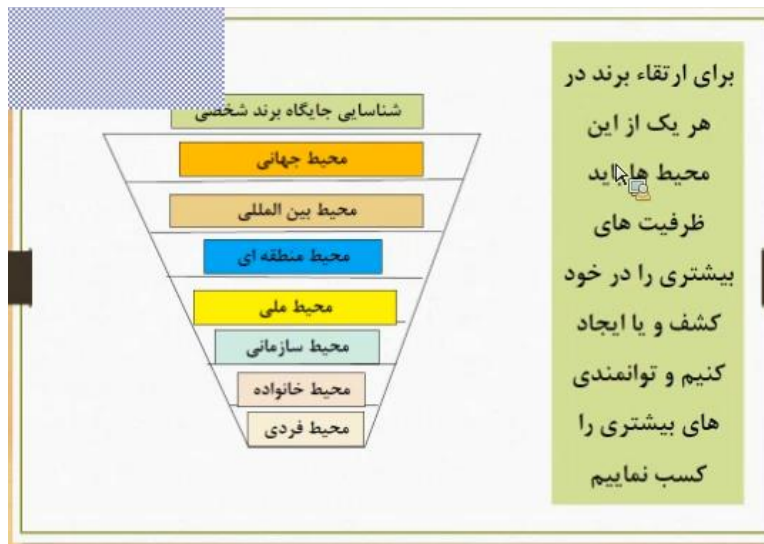 شناسایی جایگاه برند شخصی
محیط جهانی
محیط بین المللی
محیط منطقه ای
محیط ملی
محیط سازمانی
محیط خانواده
محیط فردی
برای ارتقاء برند در
هر یک از این
محیط ها
ظرفیت های
بیشتری را در خود
کشف و یا ایجاد
کنیم و توانمندی
های بیشتری را
کسب نماییم